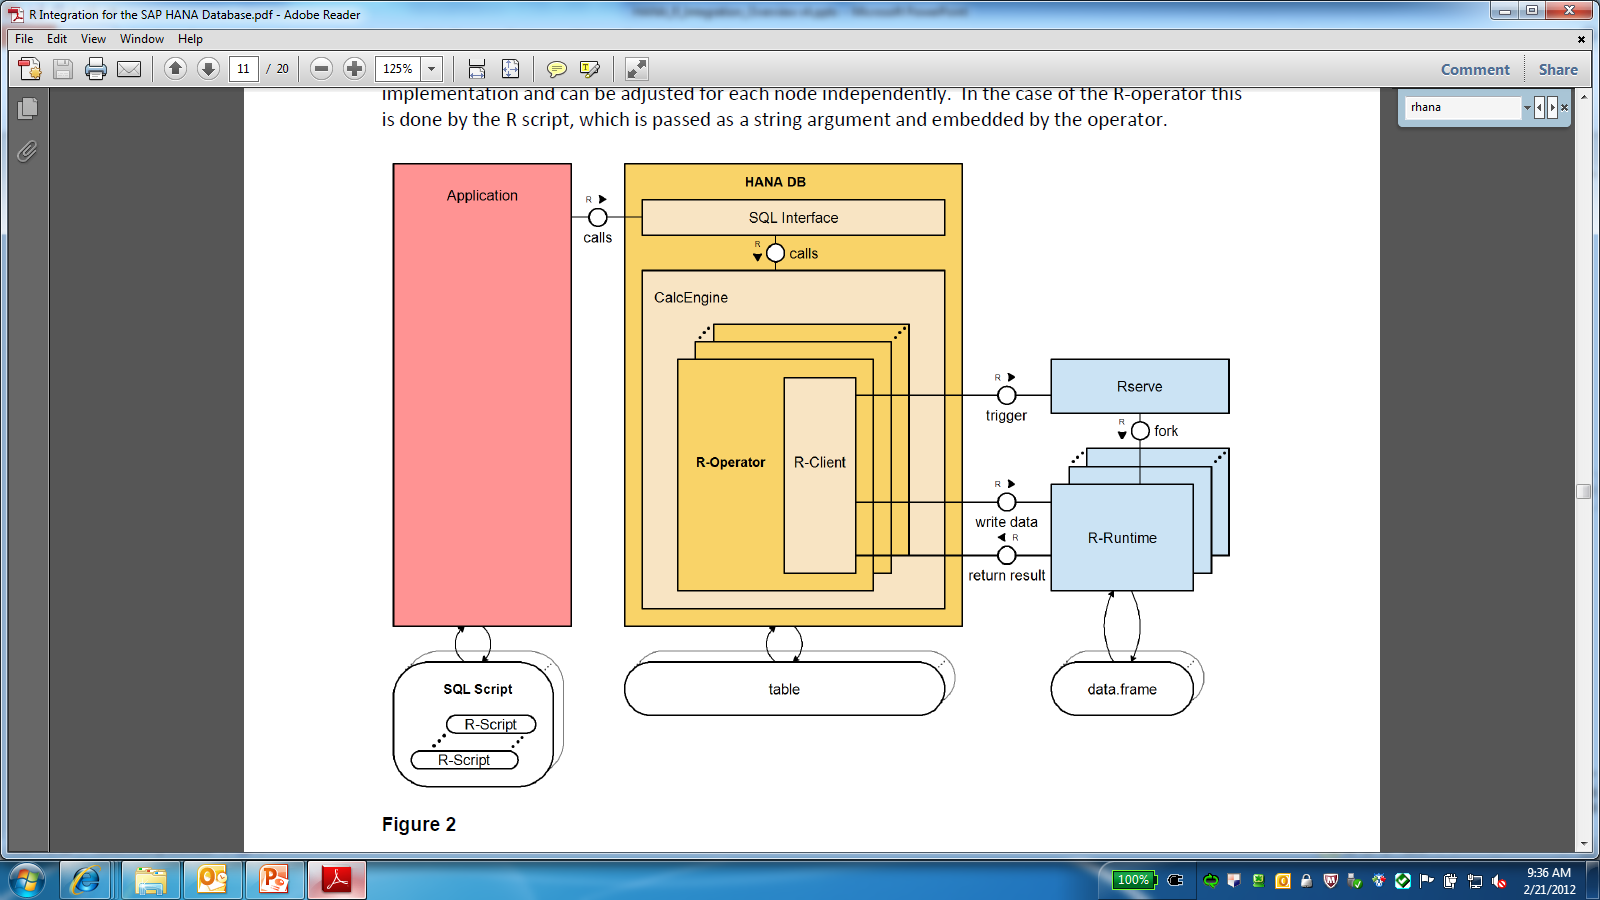 R Integration for the SAP HANA Database.pdf - Adobe Reader
File Edit View Window Help
11 / 20 125% Comment Share
rhana
implementation and can be adjusted for each node independently. In the case of the R-operator this
is done by the R script, which is passed as a string argument and embedded by the operator.
Application
R
calls
HANA DB
SQL Interface
R
calls
CalcEngine
R-Operator
R-Client
R
trigger
Rserve
R
fork
R
write data
R
return result
R-Runtime
SQL Script
R-Script
R-Script
table
data.frame
Figure 2
100%
9:36 AM
2/21/2012